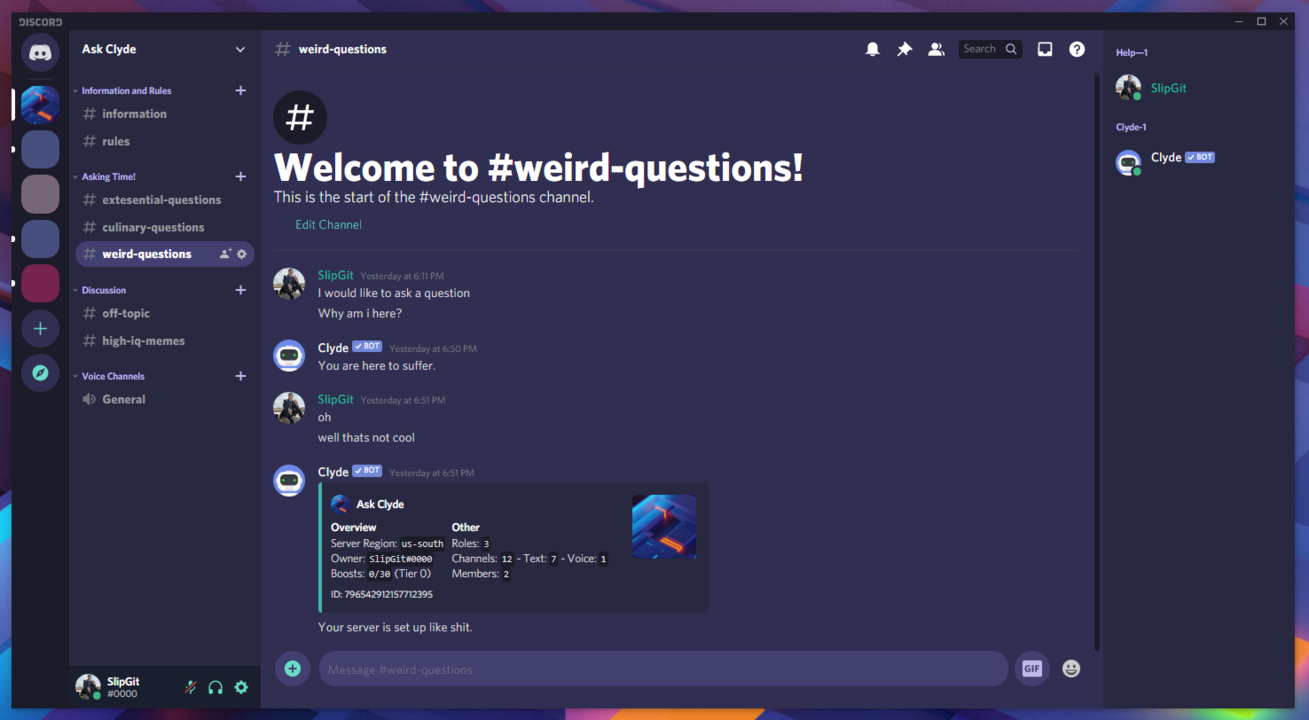 DISCORD
Ask Clyde
Information and Rules
information
rules
Asking Time!
extesential-questions
culinary-questions
weird-questions
Discussion
off-topic
high-iq-memes
Voice Channels
General
SlipGit
#0000
weird-questions
Search
Welcome to #weird-questions!
This is the start of the #weird-questions channel.
Edit Channel
SlipGit Yesterday at 6:11 PM
I would like to ask a question
Why am i here?
Clyde ✓ BOT Yesterday at 6:50 PM
You are here to suffer.
SlipGit Yesterday at 6:51 PM
oh
well thats not cool
Clyde ✓ BOT Yesterday at 6:51 PM
Ask Clyde
Overview Other
Server Region: us-south Roles: 3
Owner: SlipGit#0000 Channels: 12 - Text: 7 - Voice: 1
Boosts: 0/30 (Tier 0) Members: 2
ID: 796542912157712395
Your server is set up like shit.
Message #weird-questions
GIF
Help—1
SlipGit
Clyde-1
Clyde ✓ BOT